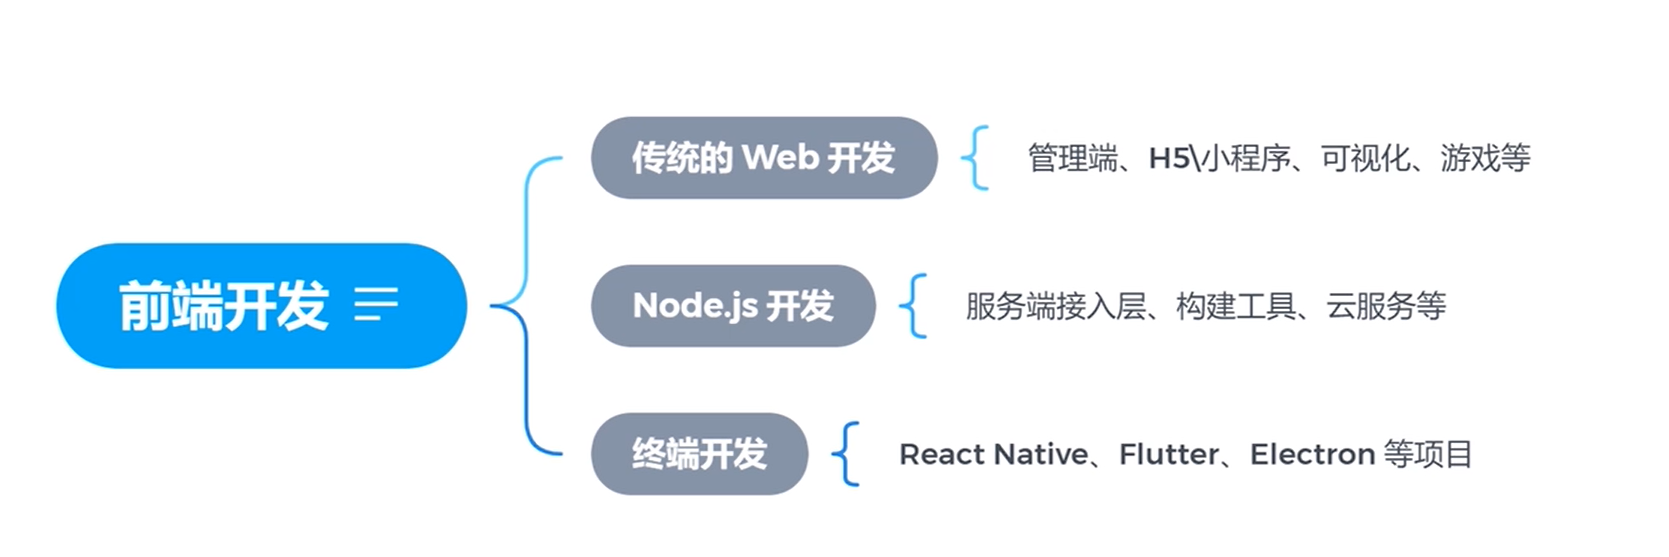 前端开发
传统的 Web 开发
管理端、H5\小程序、可视化、游戏等
Node.js 开发
服务端接入层、构建工具、云服务等
终端开发
React Native、Flutter、Electron 等项目